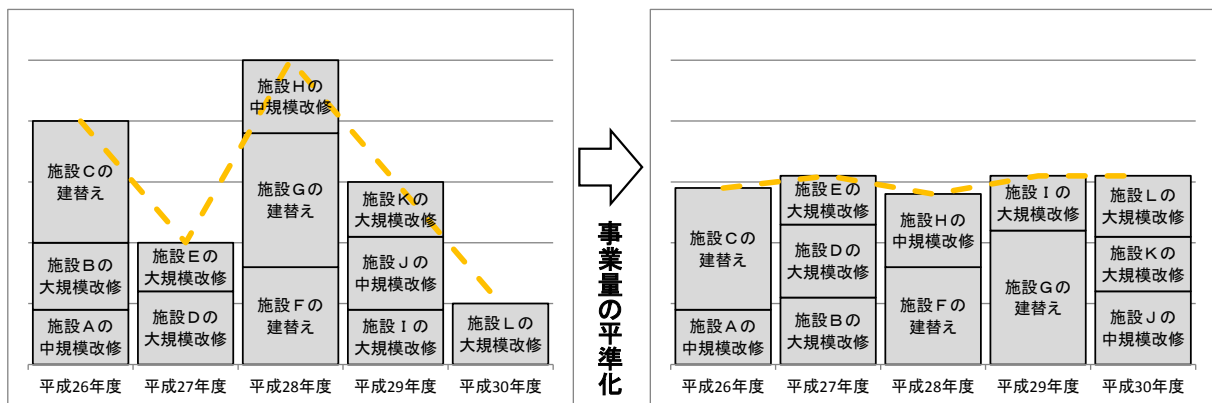 施設Cの
建替え
施設Bの
大規模改修
施設Aの
中規模改修
施設Eの
大規模改修
施設Dの
大規模改修
施設Hの
中規模改修
施設Gの
建替え
施設Fの
建替え
施設Kの
大規模改修
施設Jの
中規模改修
施設Iの
大規模改修
施設Lの
大規模改修
平成26年度
平成27年度
平成28年度
平成29年度
平成30年度
事業量の平準化
施設Cの
建替え
施設Aの
中規模改修
施設Eの
大規模改修
施設Dの
大規模改修
施設Bの
大規模改修
施設Hの
中規模改修
施設Fの
建替え
施設Iの
大規模改修
施設Gの
建替え
施設Lの
大規模改修
施設Kの
大規模改修
施設Jの
中規模改修
平成26年度
平成27年度
平成28年度
平成29年度
平成30年度